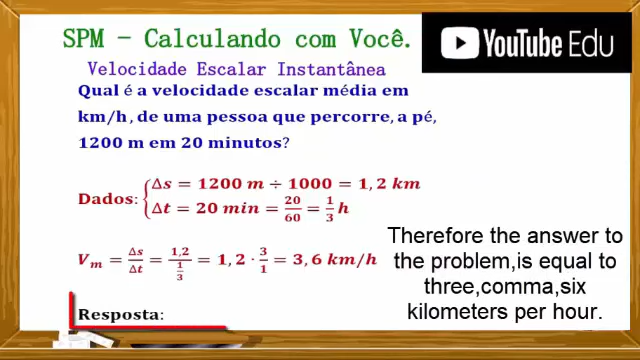 SPM - Calculando com Você.
YouTube Edu
Velocidade Escalar Instantânea
Qual é a velocidade escalar média em
km/h, de uma pessoa que percorre, a pé,
1200 m em 20 minutos?
Dados: {Δs = 1200 m ÷ 1000 = 1,2 km
Δt = 20 min = 20/60 = 1/3 h
Vm = Δs/Δt = 1,2/(1/3) = 1,2 · 3/1 = 3,6 km/h
Therefore the answer to
the problem,is equal to
three,comma,six
kilometers per hour.
Resposta: